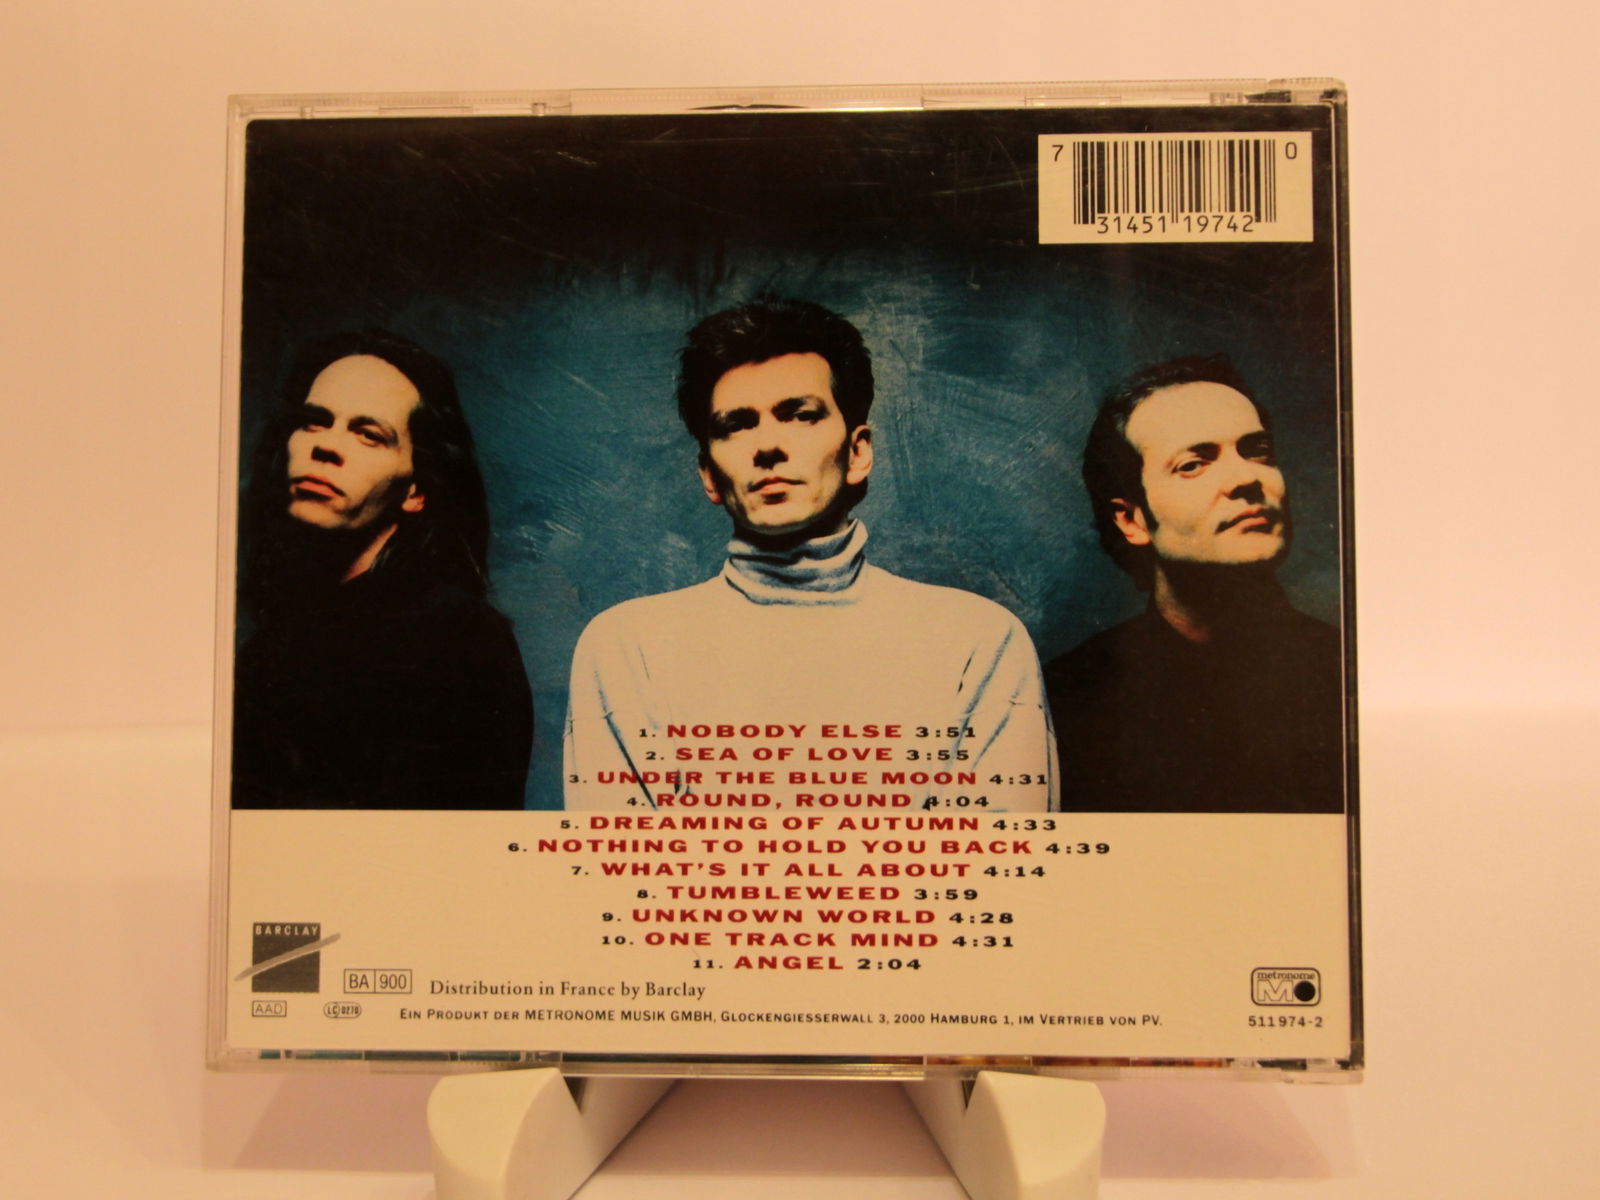 7 31451 19742 0
1. NOBODY ELSE 3:51
2. SEA OF LOVE 3:55
3. UNDER THE BLUE MOON 4:31
4. ROUND, ROUND 4:04
5. DREAMING OF AUTUMN 4:33
6. NOTHING TO HOLD YOU BACK 4:39
7. WHAT'S IT ALL ABOUT 4:14
8. TUMBLEWEED 3:59
9. UNKNOWN WORLD 4:28
10. ONE TRACK MIND 4:31
11. ANGEL 2:04
BARCLAY
BA 900
Distribution in France by Barclay
AAD
LC 0270
EIN PRODUKT DER METRONOME MUSIK GMBH, GLOCKENGIESSERWALL 3, 2000 HAMBURG 1, IM VERTRIEB VON PV.
metronome
M
511974-2